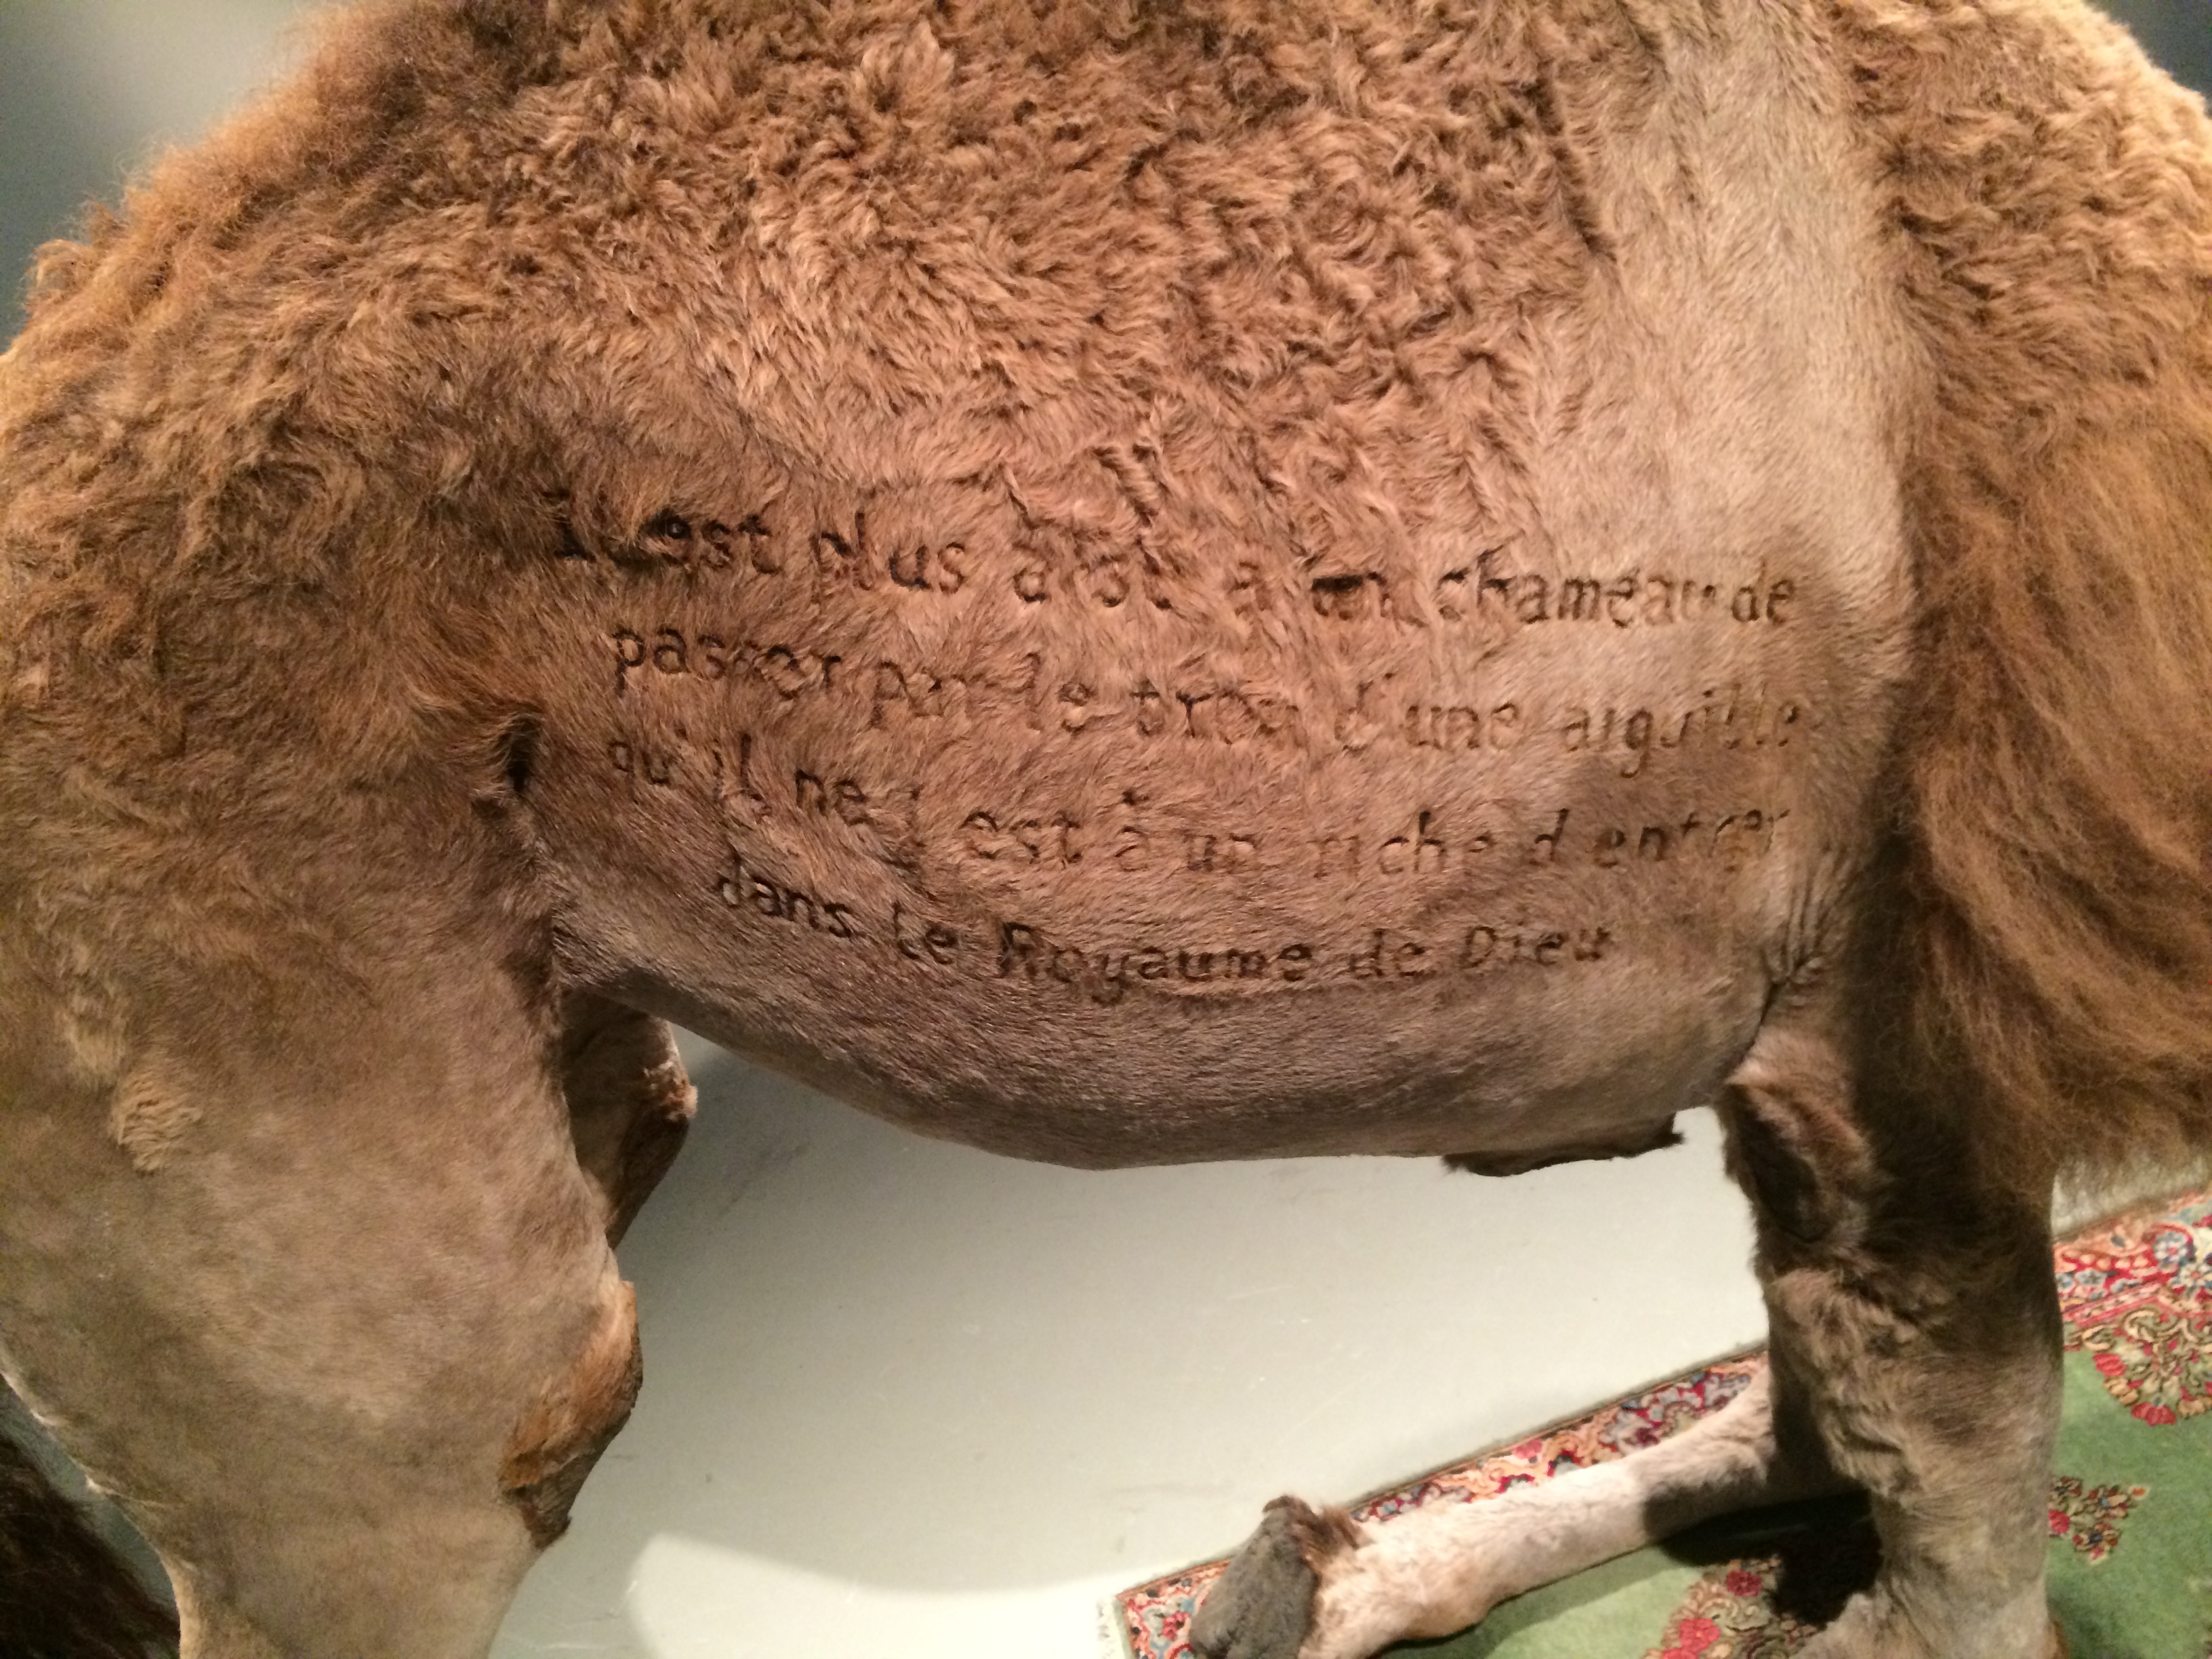 Il est plus aisé à un chameau de
passer par le trou d'une aiguille
qu'il ne l est à un riche d entrer
dans le Royaume de Dieu